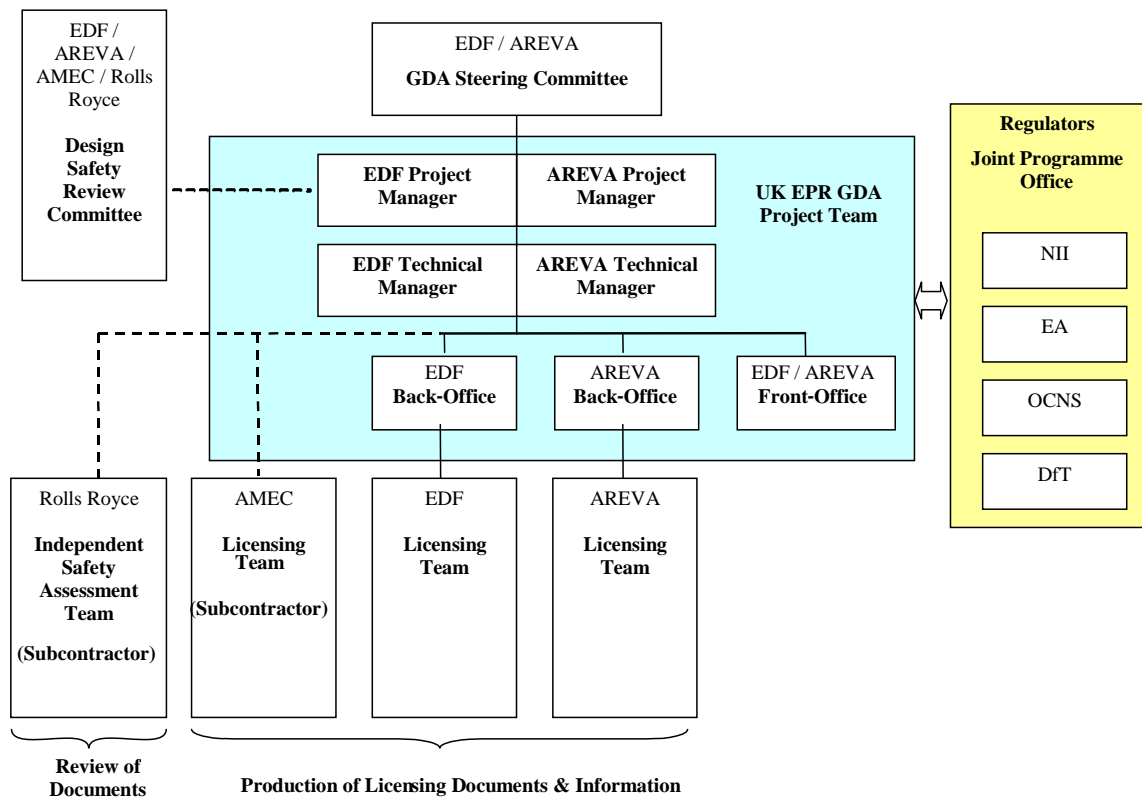 EDF /
AREVA /
AMEC / Rolls
Royce
Design
Safety
Review
Committee
EDF / AREVA
GDA Steering Committee
EDF Project
Manager
AREVA Project
Manager
UK EPR GDA
Project Team
EDF Technical
Manager
AREVA Technical
Manager
EDF
Back-Office
AREVA
Back-Office
EDF / AREVA
Front-Office
Regulators
Joint Programme
Office
NII
EA
OCNS
DfT
Rolls Royce
Independent
Safety
Assessment
Team
(Subcontractor)
AMEC
Licensing
Team
(Subcontractor)
EDF
Licensing
Team
AREVA
Licensing
Team
Review of
Documents
Production of Licensing Documents & Information